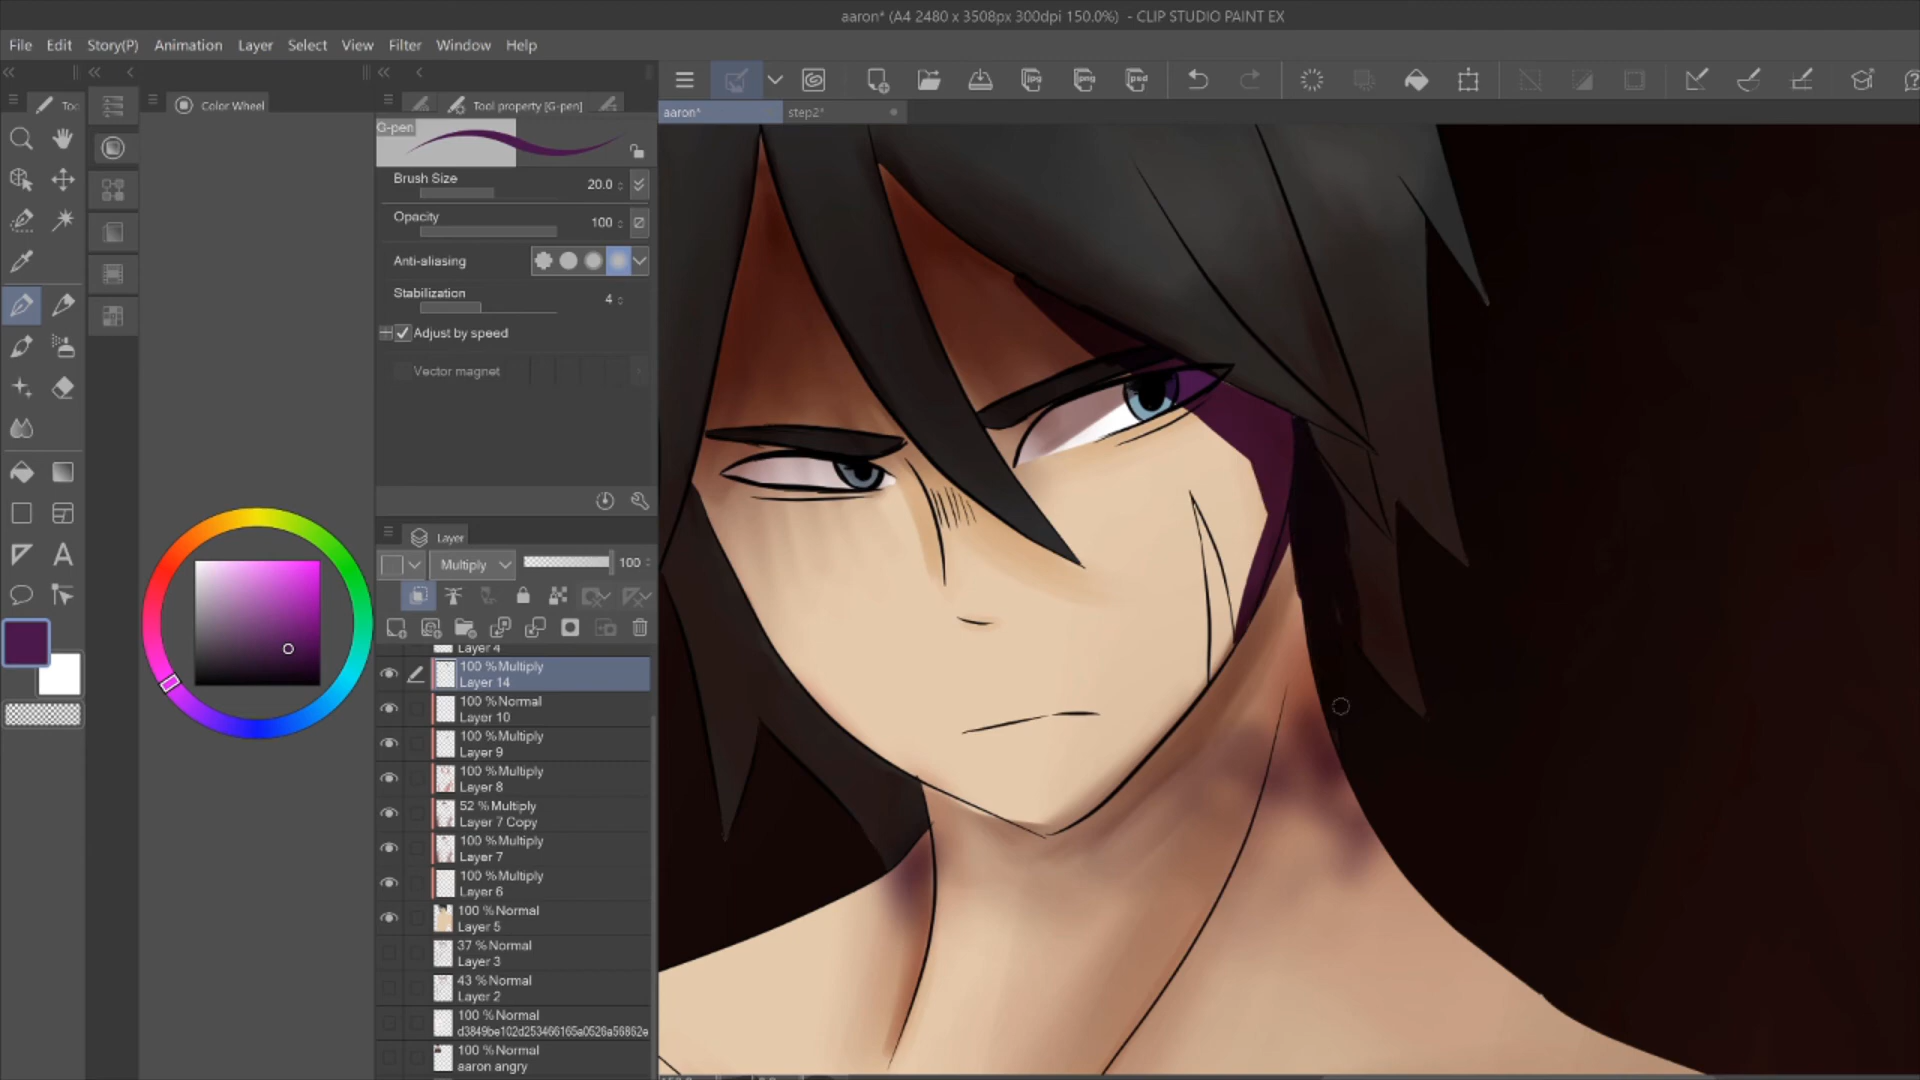 aaron* (A4 2480 x 3508px 300dpi 150.0%) - CLIP STUDIO PAINT EX
File Edit Story(P) Animation Layer Select View Filter Window Help
Color Wheel
Tool property [G-pen]
aaron*
step2*
G-pen
Brush Size 20.0
Opacity 100
Anti-aliasing
Stabilization 4
Adjust by speed
Vector magnet
Layer
Multiply 100
Layer 4
100 % Multiply
Layer 14
100 % Normal
Layer 10
100 % Multiply
Layer 9
100 % Multiply
Layer 8
52 % Multiply
Layer 7 Copy
100 % Multiply
Layer 7
100 % Multiply
Layer 6
100 % Normal
Layer 5
37 % Normal
Layer 3
43 % Normal
Layer 2
100 % Normal
d3849be102d253466165a0526a56862e
100 % Normal
aaron angry